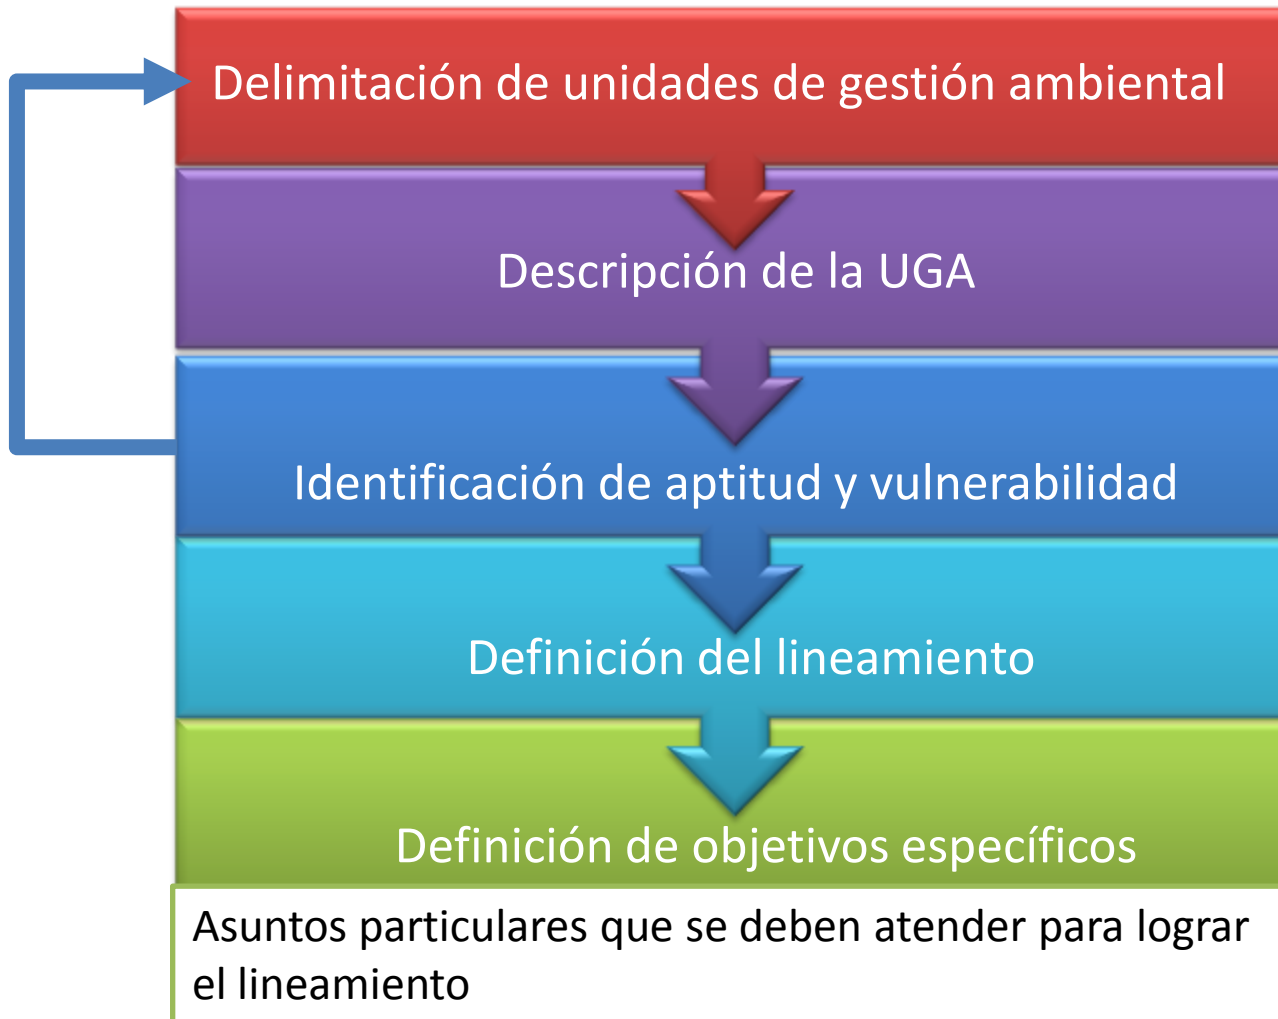 Delimitación de unidades de gestión ambiental
Descripción de la UGA
Identificación de aptitud y vulnerabilidad
Definición del lineamiento
Definición de objetivos específicos
Asuntos particulares que se deben atender para lograr
el lineamiento